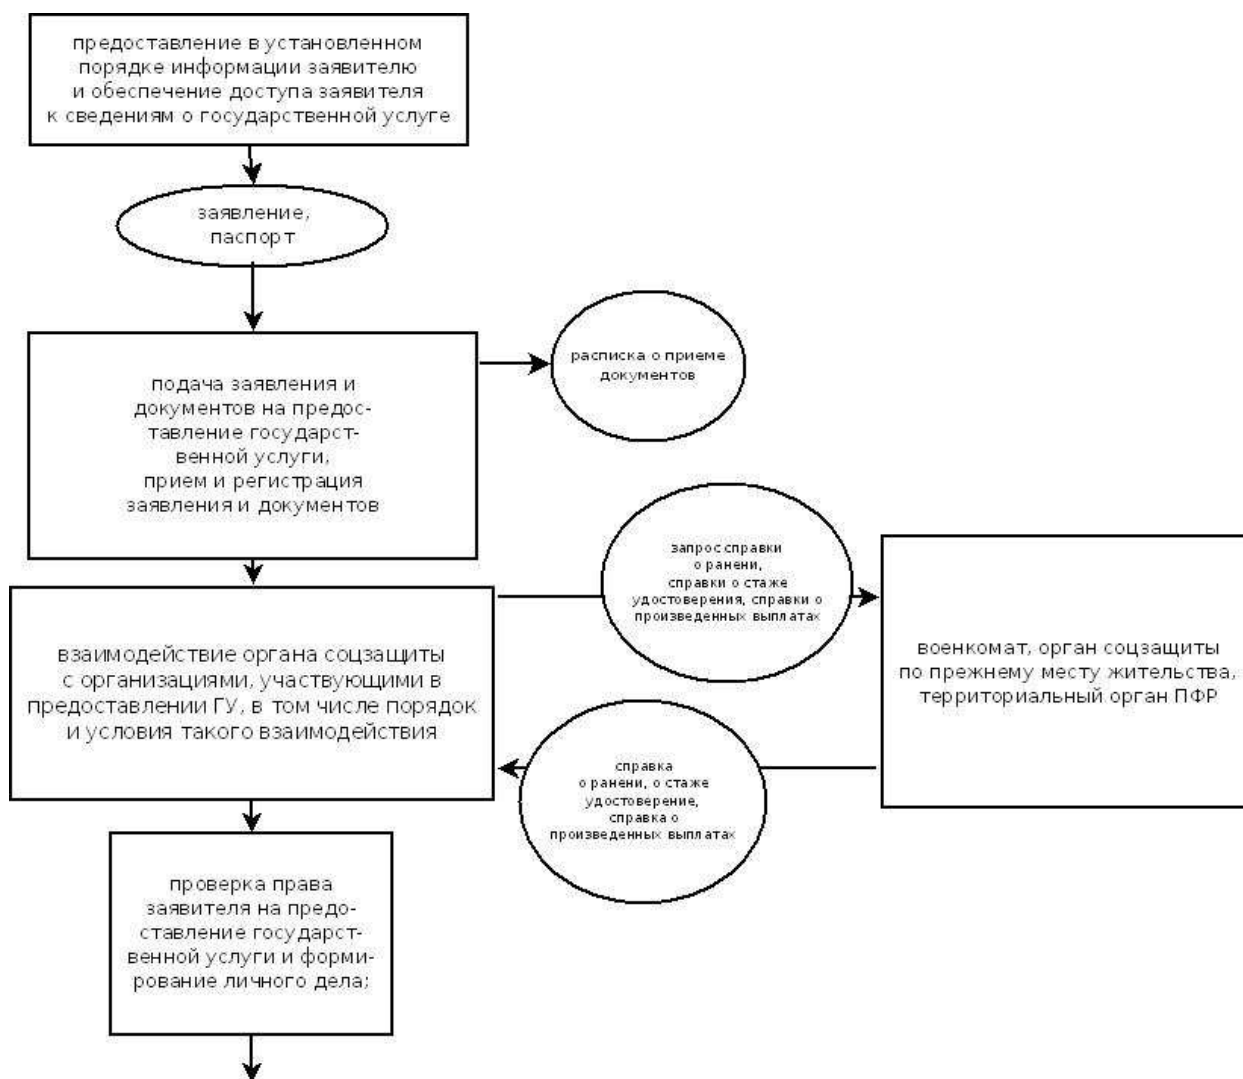 предоставление в установленном
порядке информации заявителю
и обеспечение доступа заявителя
к сведениям о государственной услуге
заявление,
паспорт
подача заявления и
документов на предос-
тавление государст-
венной услуги,
прием и регистрация
заявления и документов
расписка о приеме
документов
взаимодействие органа соцзащиты
с организациями, участвующими в
предоставлении ГУ, в том числе порядок
и условия такого взаимодействия
запрос справки
о ранени,
справки о стаже
удостоверения, справки о
произведенных выплатах
военкомат, орган соцзащиты
по прежнему месту жительства,
территориальный орган ПФР
справка
о ранени, о стаже
удостоверение,
справка о
произведенных выплатах
проверка права
заявителя на предо-
ставление государст-
венной услуги и форми-
рование личного дела;